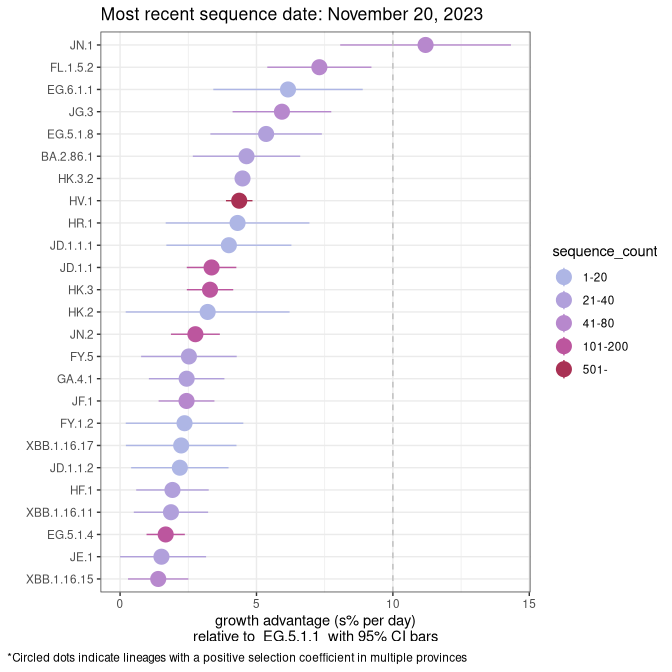 Most recent sequence date: November 20, 2023
JN.1
FL.1.5.2
EG.6.1.1
JG.3
EG.5.1.8
BA.2.86.1
HK.3.2
HV.1
HR.1
JD.1.1.1
JD.1.1
HK.3
HK.2
JN.2
FY.5
GA.4.1
JF.1
FY.1.2
XBB.1.16.17
JD.1.1.2
HF.1
XBB.1.16.11
EG.5.1.4
JE.1
XBB.1.16.15
0 5 10 15
growth advantage (s% per day)
relative to EG.5.1.1 with 95% CI bars
sequence_count
1-20
21-40
41-80
101-200
501-
*Circled dots indicate lineages with a positive selection coefficient in multiple provinces